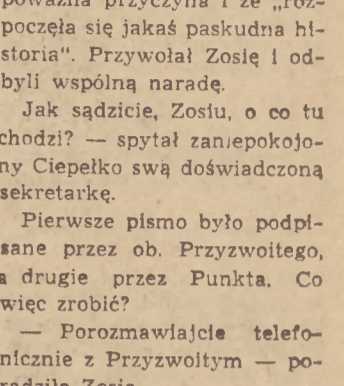 poważna przyczyna i że „roz-
poczęła się jakaś paskudna hi-
storia". Przywołał Zosię i od-
byli wspólną naradę.
Jak sądzicie, Zosiu, o co tu
chodzi? — spytał zaniepokojo-
ny Ciepełko swą doświadczoną
sekretarkę.
Pierwsze pismo było podpi-
sane przez ob. Przyzwoitego,
a drugie przez Punkta. Co
więc zrobić?
— Porozmawiajcie telefo-
nicznie z Przyzwoitym — po-
radziła Zosia